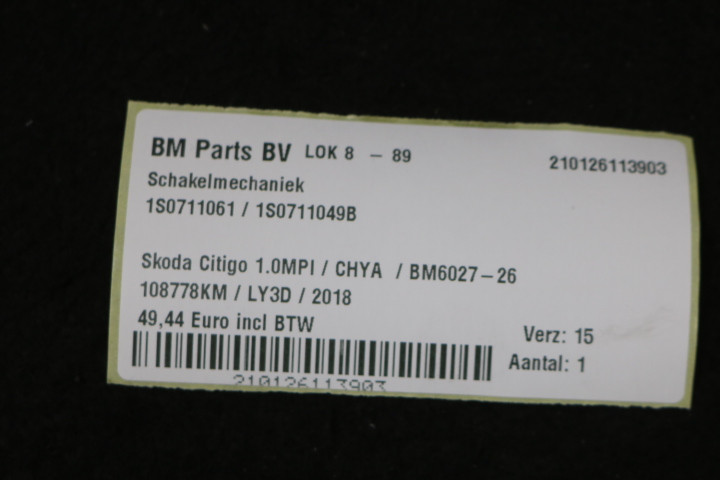 BM Parts BV LOK 8 – 89 210126113903
Schakelmechaniek
1S0711061 / 1S0711049B
Skoda Citigo 1.0MPI / CHYA / BM6027–26
108778KM / LY3D / 2018
49,44 Euro incl BTW
Verz: 15
Aantal: 1
210126113903